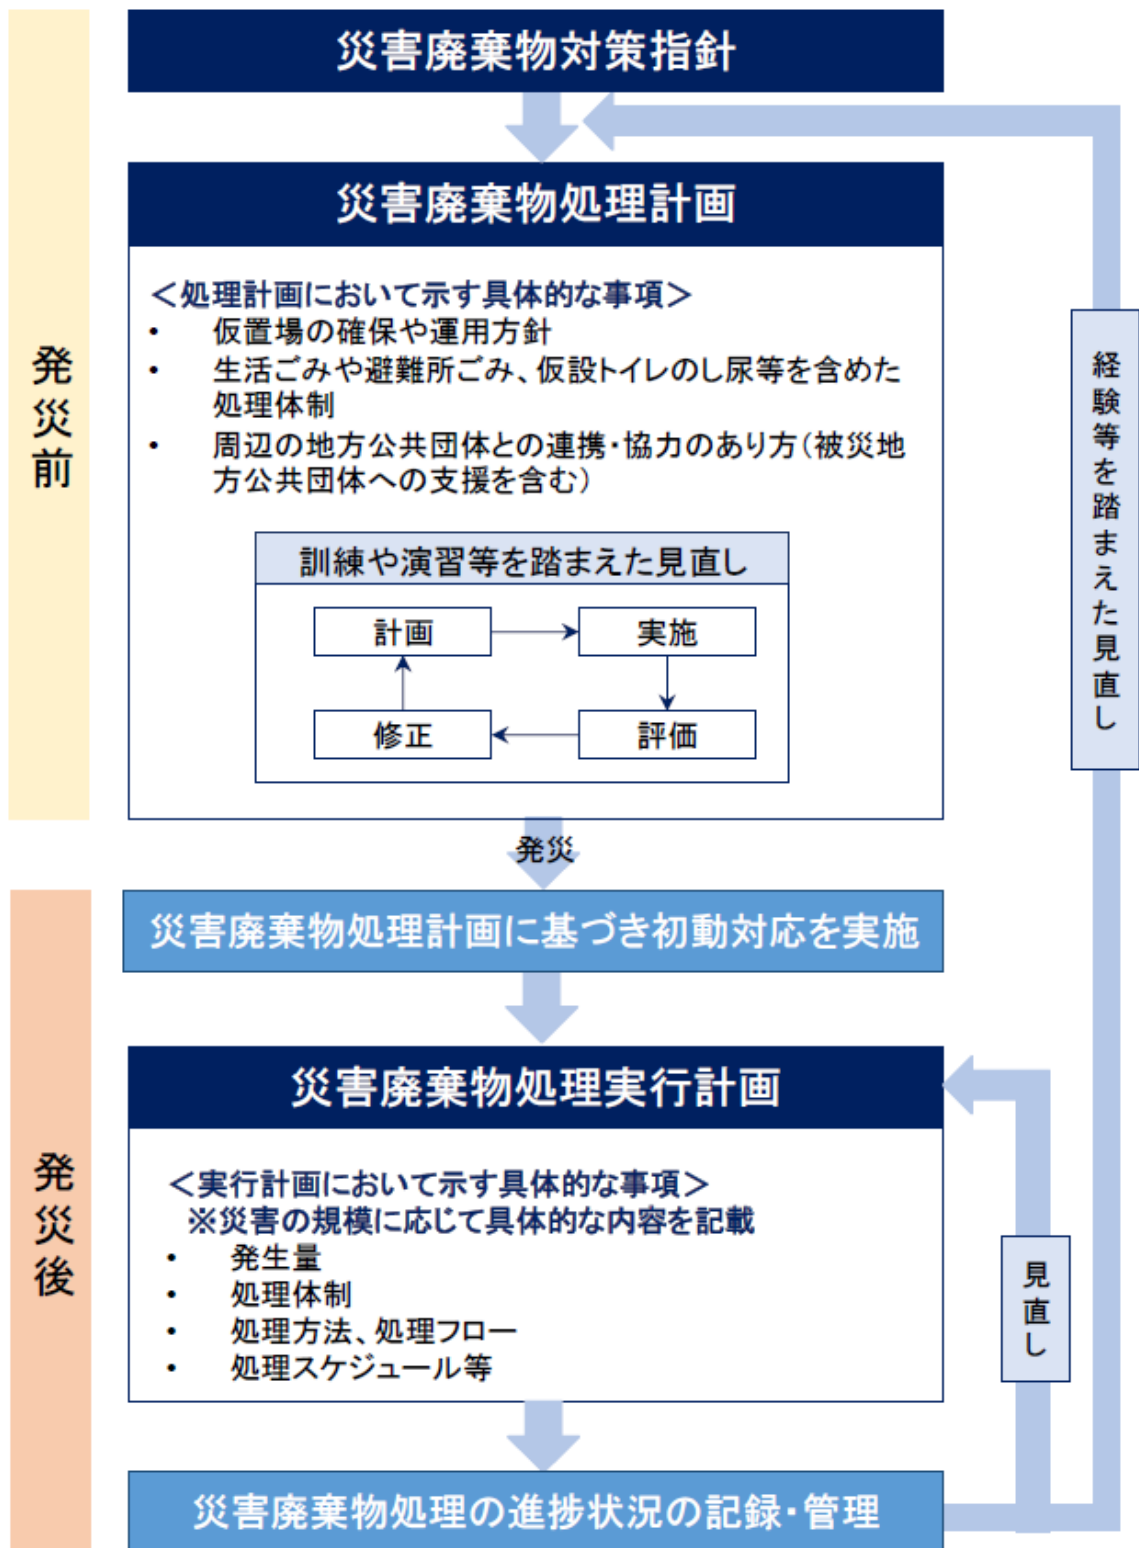 災害廃棄物対策指針
発災前
災害廃棄物処理計画
＜処理計画において示す具体的な事項＞
• 仮置場の確保や運用方針
• 生活ごみや避難所ごみ、仮設トイレのし尿等を含めた
処理体制
• 周辺の地方公共団体との連携・協力のあり方（被災地
方公共団体への支援を含む）
訓練や演習等を踏まえた見直し
計画
実施
修正
評価
経験等を踏まえた見直し
発災
発災後
災害廃棄物処理計画に基づき初動対応を実施
災害廃棄物処理実行計画
＜実行計画において示す具体的な事項＞
※災害の規模に応じて具体的な内容を記載
• 発生量
• 処理体制
• 処理方法、処理フロー
• 処理スケジュール等
見直し
災害廃棄物処理の進捗状況の記録・管理